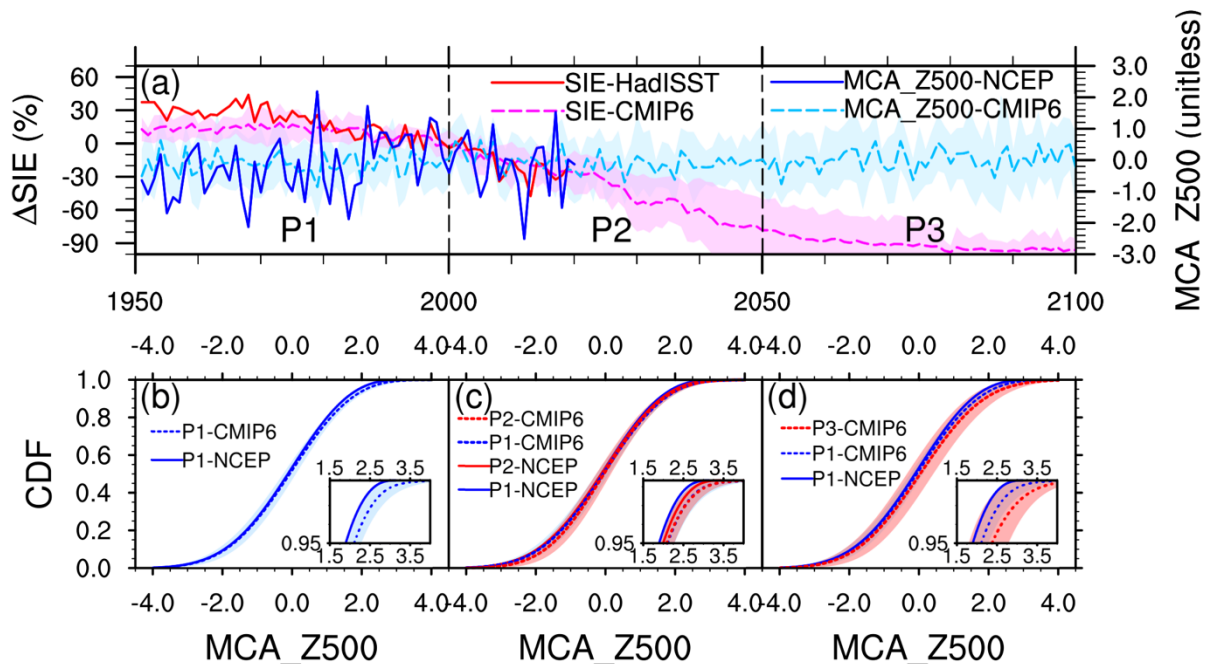 (a)
SIE-HadISST
MCA_Z500-NCEP
SIE-CMIP6
MCA_Z500-CMIP6
60
30
0
-30
-60
-90
ΔSIE (%)
3.0
2.0
1.0
0.0
-1.0
-2.0
-3.0
MCA Z500 (unitless)
P1
P2
P3
1950
2000
2050
2100
-4.0 -2.0 0.0 2.0 4.0
-4.0 -2.0 0.0 2.0 4.0
-4.0 -2.0 0.0 2.0 4.0
1.0
0.8
0.6
0.4
0.2
0.0
CDF
(b)
P1-CMIP6
P1-NCEP
1.5 2.5 3.5
0.95
1.5 2.5 3.5
(c)
P2-CMIP6
P1-CMIP6
P2-NCEP
P1-NCEP
1.5 2.5 3.5
0.95
1.5 2.5 3.5
(d)
P3-CMIP6
P1-CMIP6
P1-NCEP
1.5 2.5 3.5
0.95
1.5 2.5 3.5
-4.0 -2.0 0.0 2.0 4.0
-4.0 -2.0 0.0 2.0 4.0
-4.0 -2.0 0.0 2.0 4.0
MCA_Z500
MCA_Z500
MCA_Z500